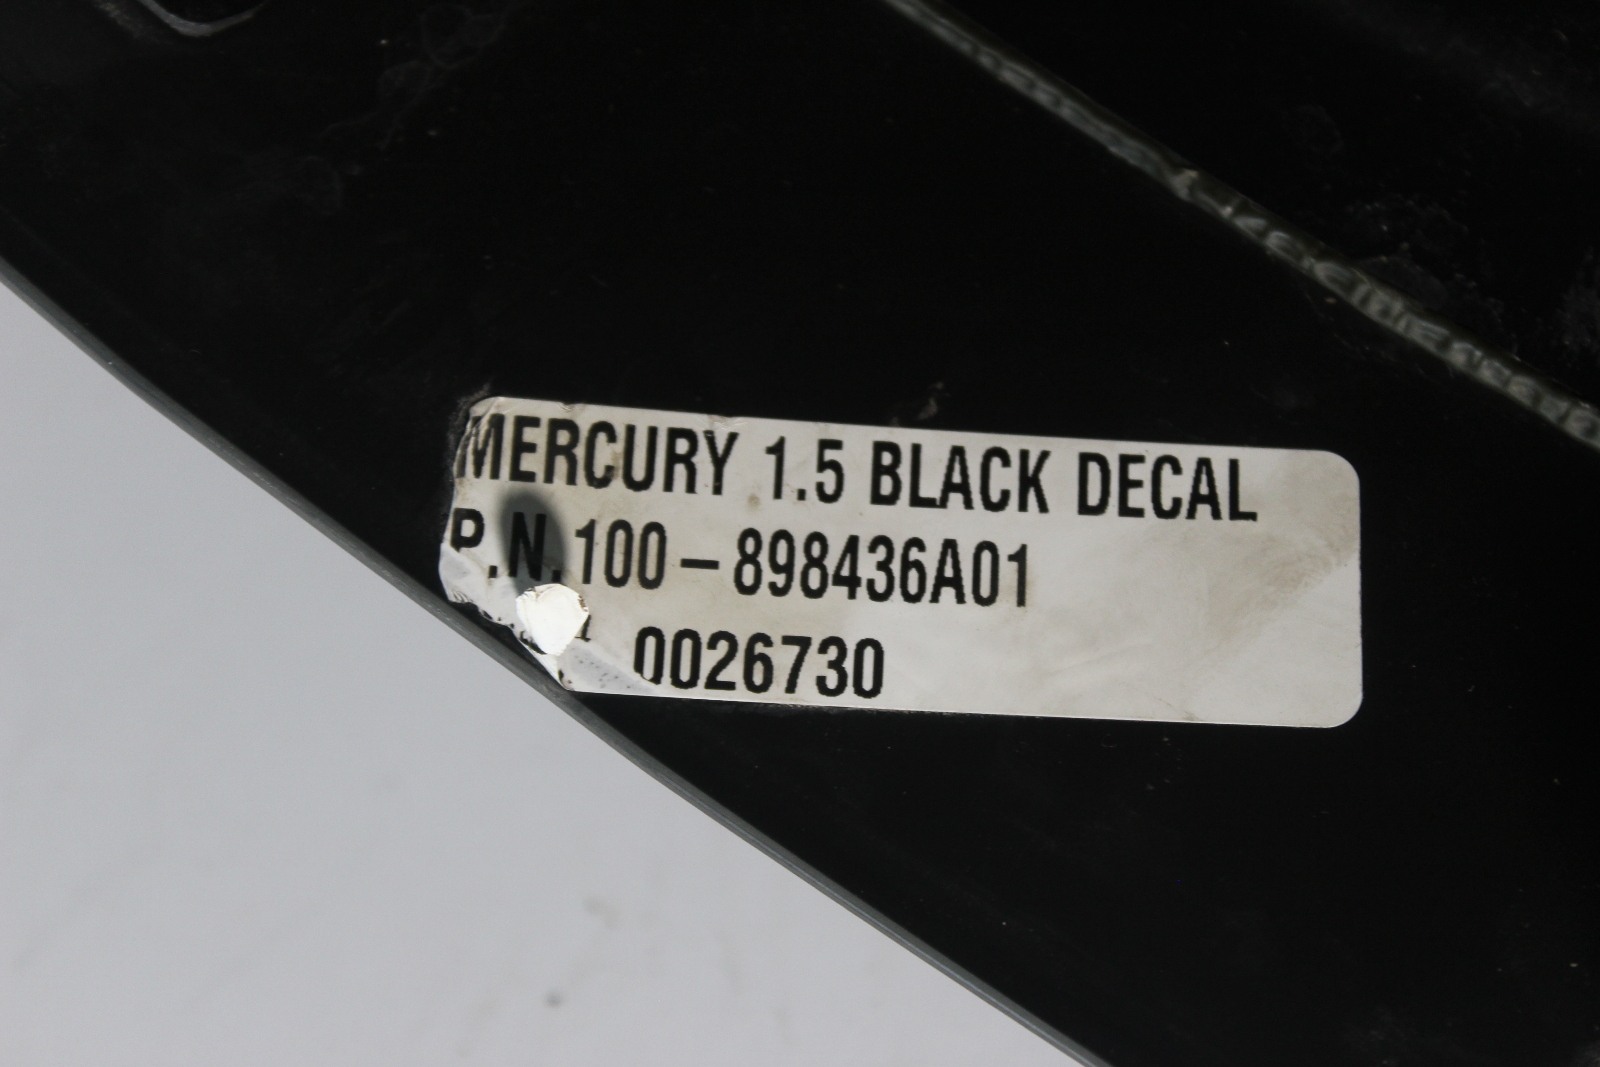 MERCURY 1.5 BLACK DECAL
P.N.100-898436A01
0026730